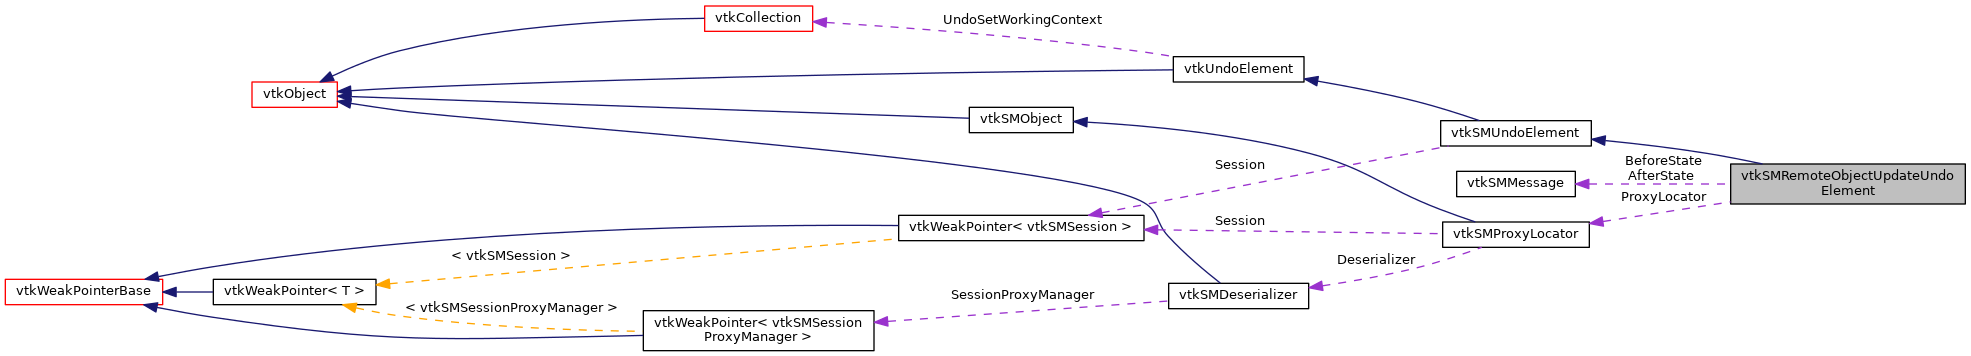 vtkCollection
UndoSetWorkingContext
vtkUndoElement
vtkObject
vtkSMObject
vtkSMUndoElement
Session
BeforeState
AfterState
vtkSMRemoteObjectUpdateUndo
Element
vtkSMMessage
ProxyLocator
vtkWeakPointer< vtkSMSession >
Session
vtkSMProxyLocator
< vtkSMSession >
Deserializer
vtkWeakPointerBase
vtkWeakPointer< T >
vtkSMDeserializer
SessionProxyManager
< vtkSMSessionProxyManager >
vtkWeakPointer< vtkSMSession
ProxyManager >